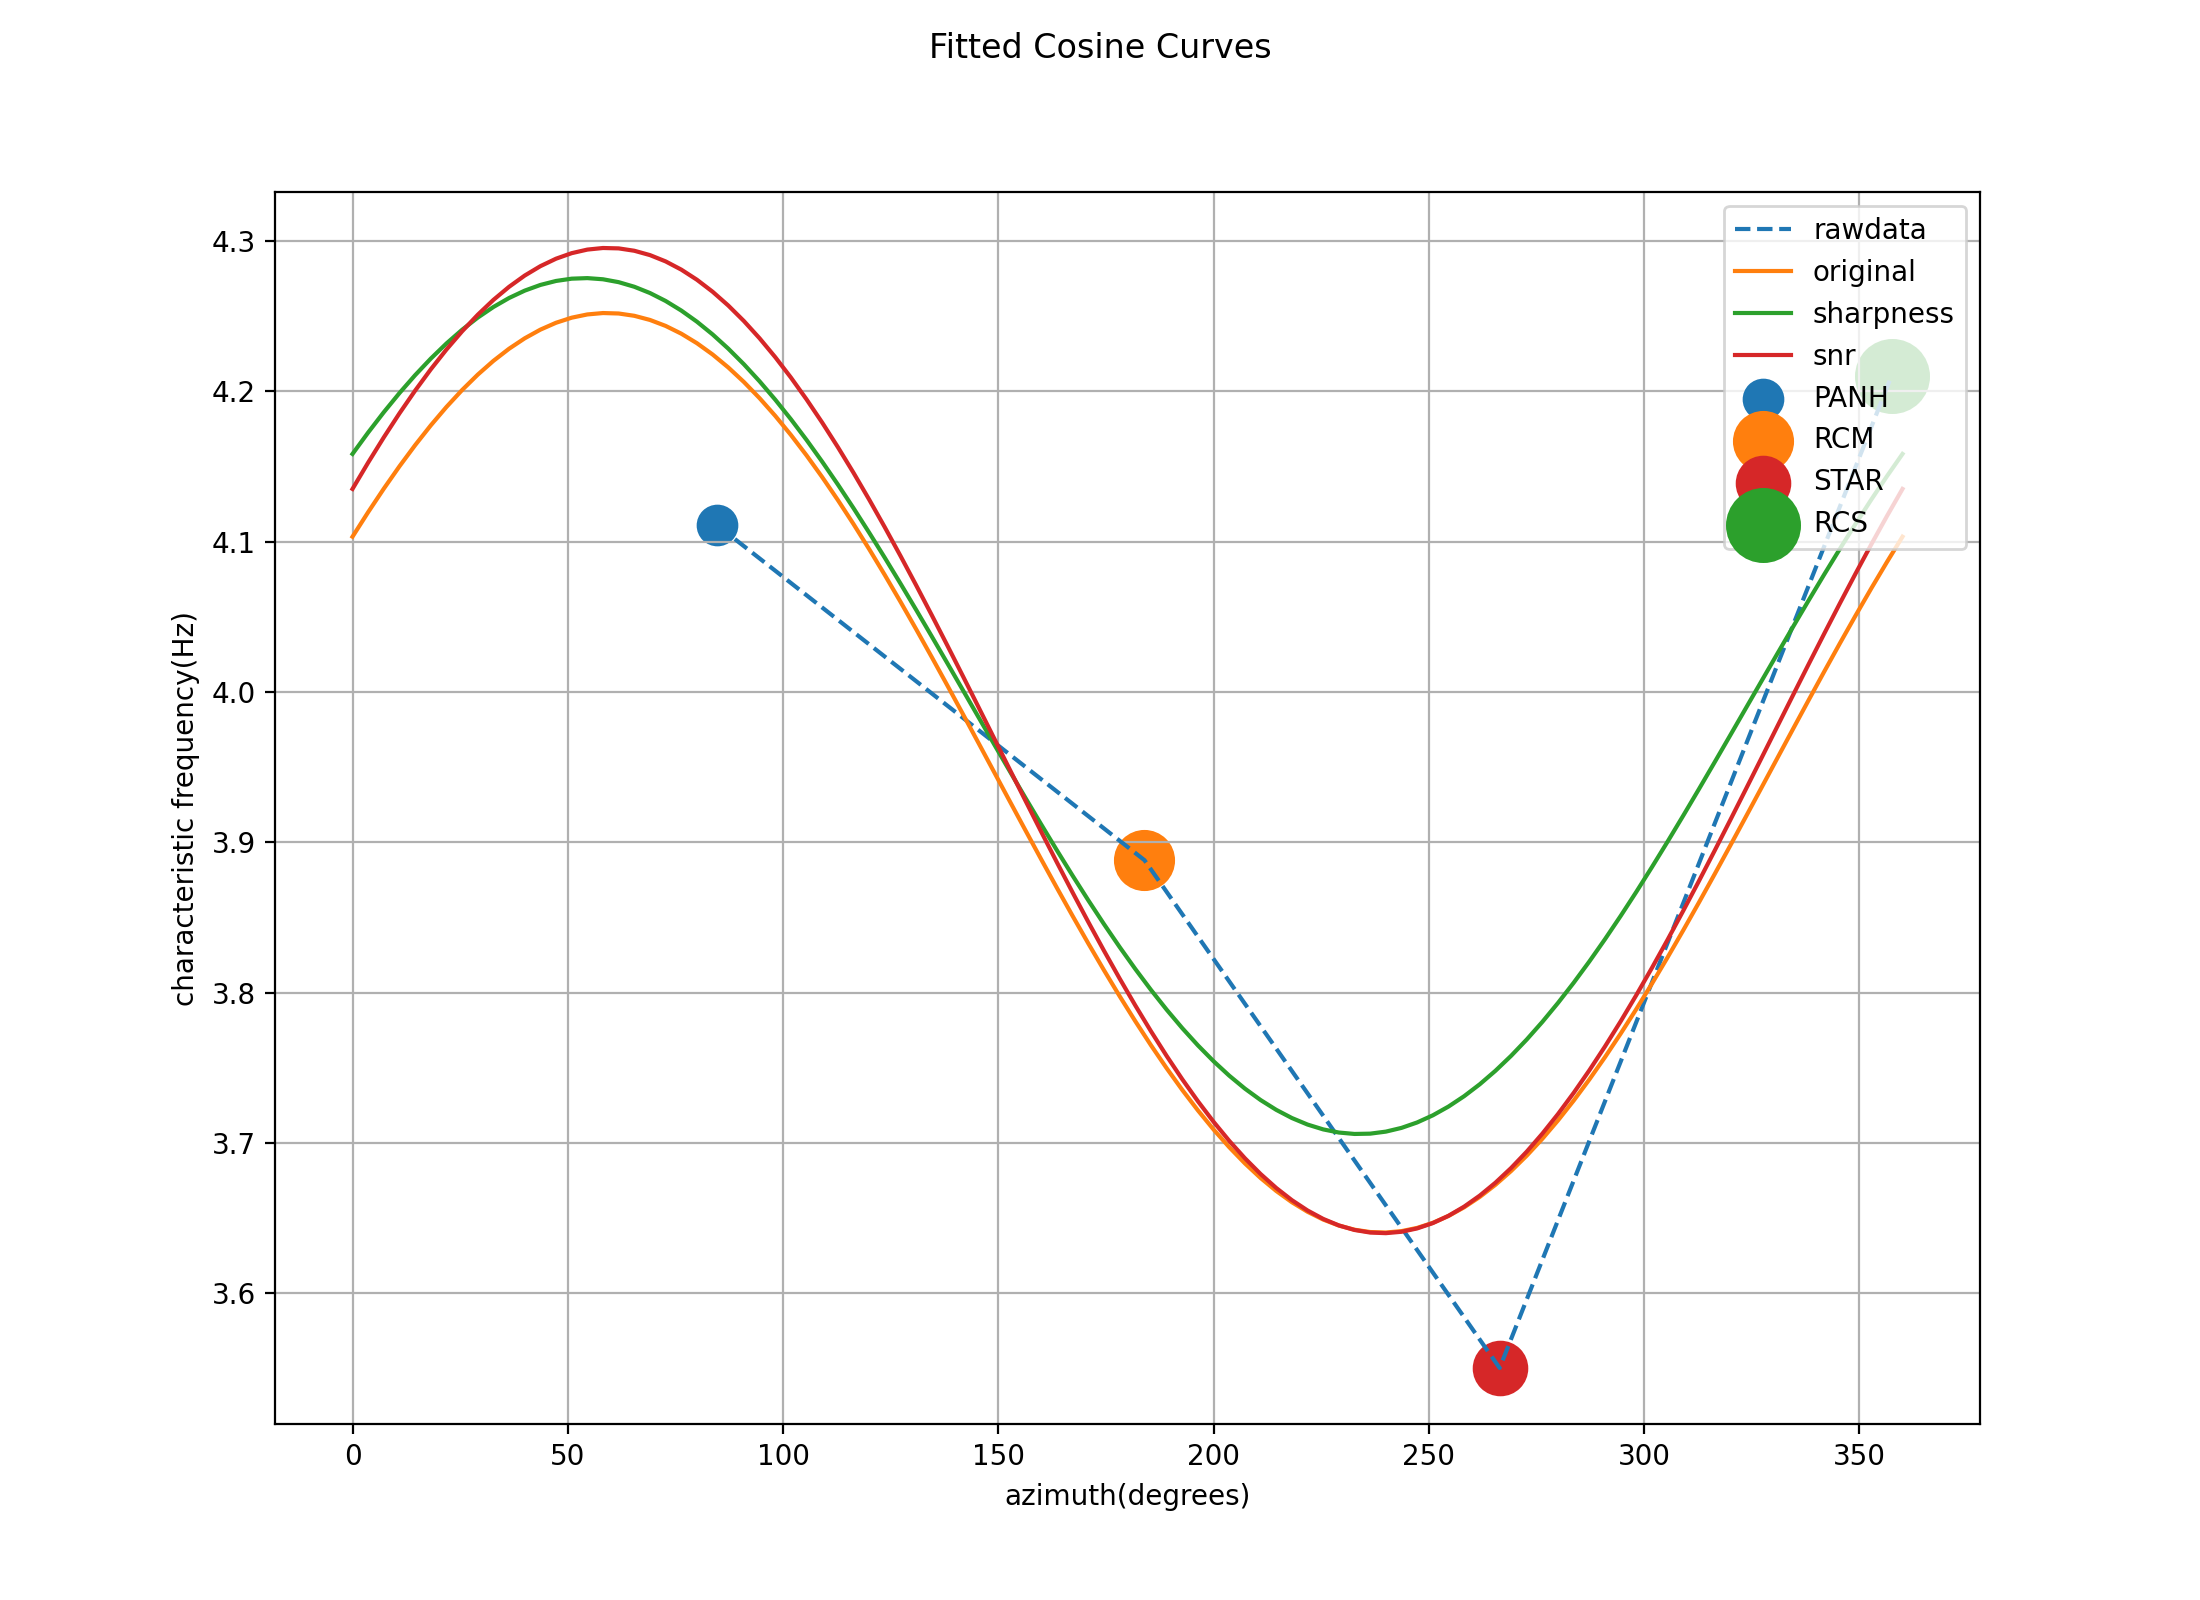 Fitted Cosine Curves
4.3
4.2
4.1
4.0
3.9
3.8
3.7
3.6
characteristic frequency(Hz)
rawdata
original
sharpness
snr
PANH
RCM
STAR
RCS
0 50 100 150 200 250 300 350
azimuth(degrees)